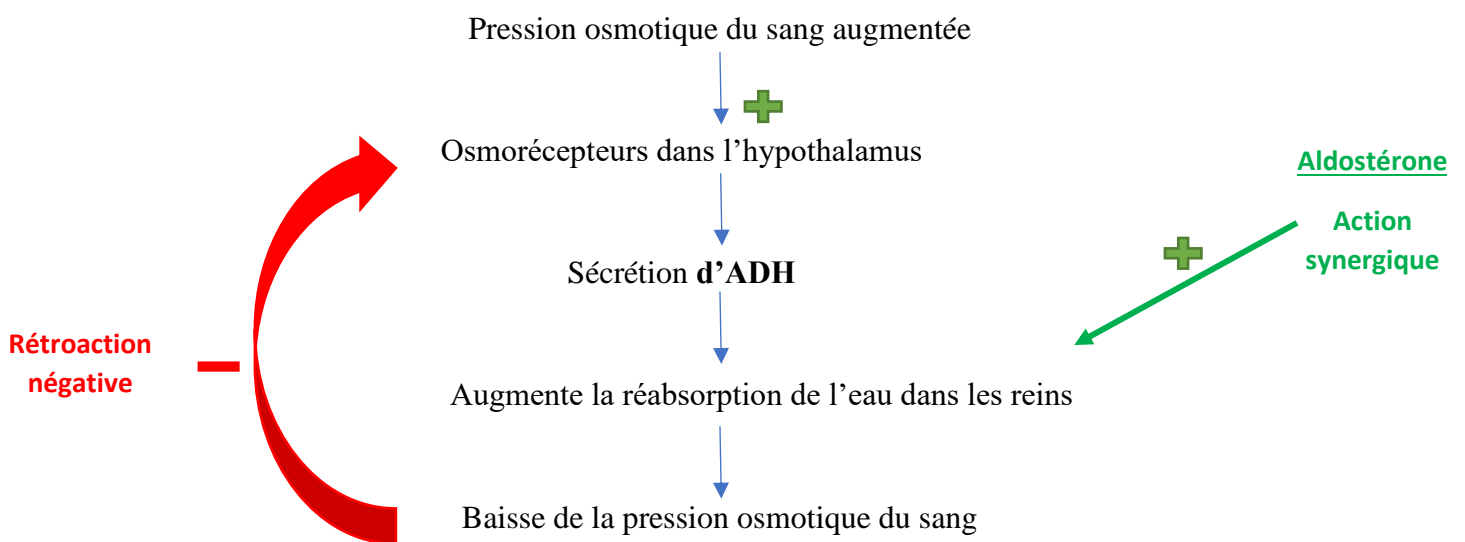 Pression osmotique du sang augmentée
Osmorécepteurs dans l’hypothalamus
Aldostérone
Action
synergique
Sécrétion d’ADH
Rétroaction
négative
Augmente la réabsorption de l’eau dans les reins
Baisse de la pression osmotique du sang